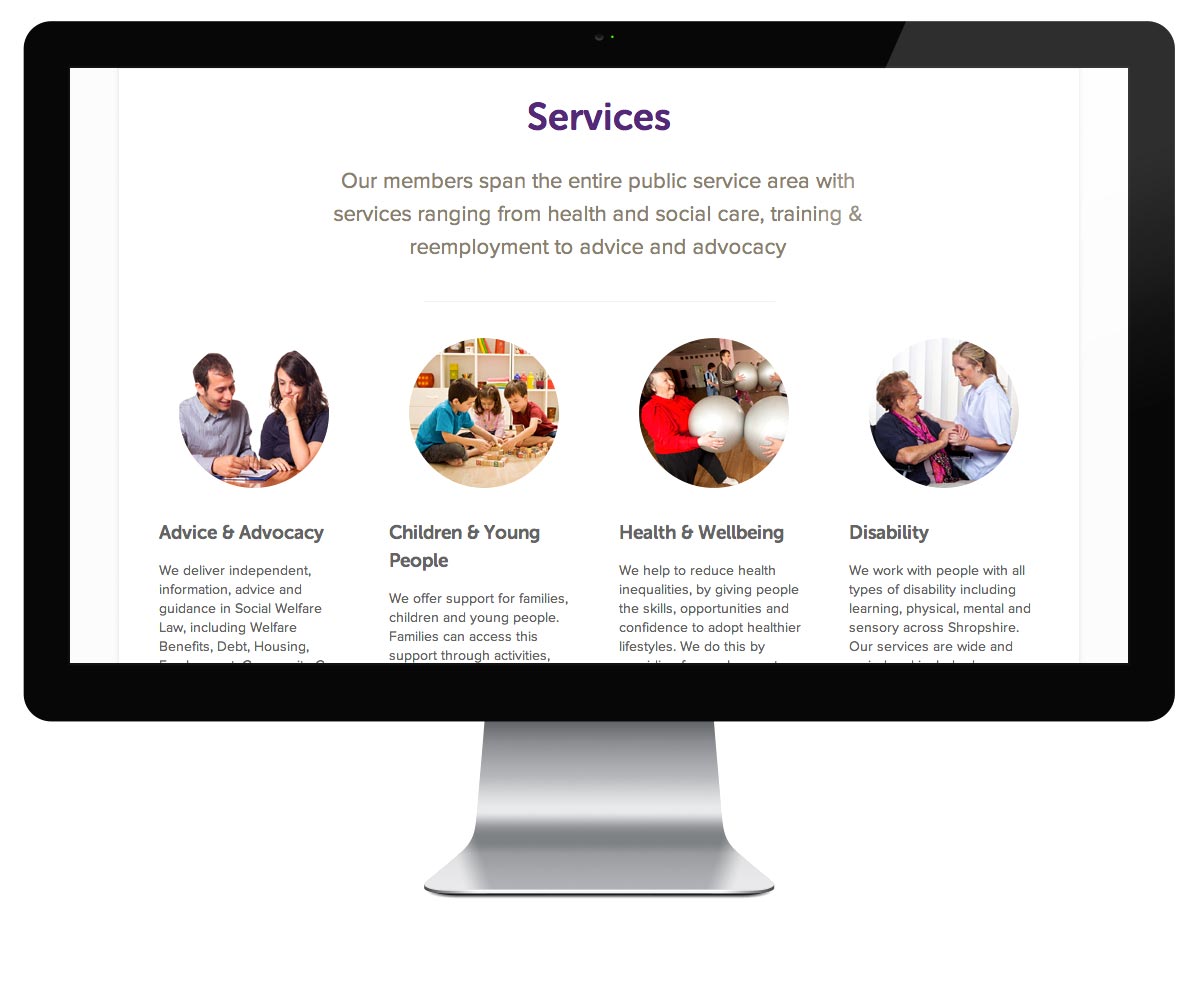 Services
Our members span the entire public service area with
services ranging from health and social care, training &
reemployment to advice and advocacy
Advice & Advocacy
We deliver independent,
information, advice and
guidance in Social Welfare
Law, including Welfare
Benefits, Debt, Housing,
Children & Young
People
We offer support for families,
children and young people.
Families can access this
support through activities,
Health & Wellbeing
We help to reduce health
inequalities, by giving people
the skills, opportunities and
confidence to adopt healthier
lifestyles. We do this by
Disability
We work with people with all
types of disability including
learning, physical, mental and
sensory across Shropshire.
Our services are wide and